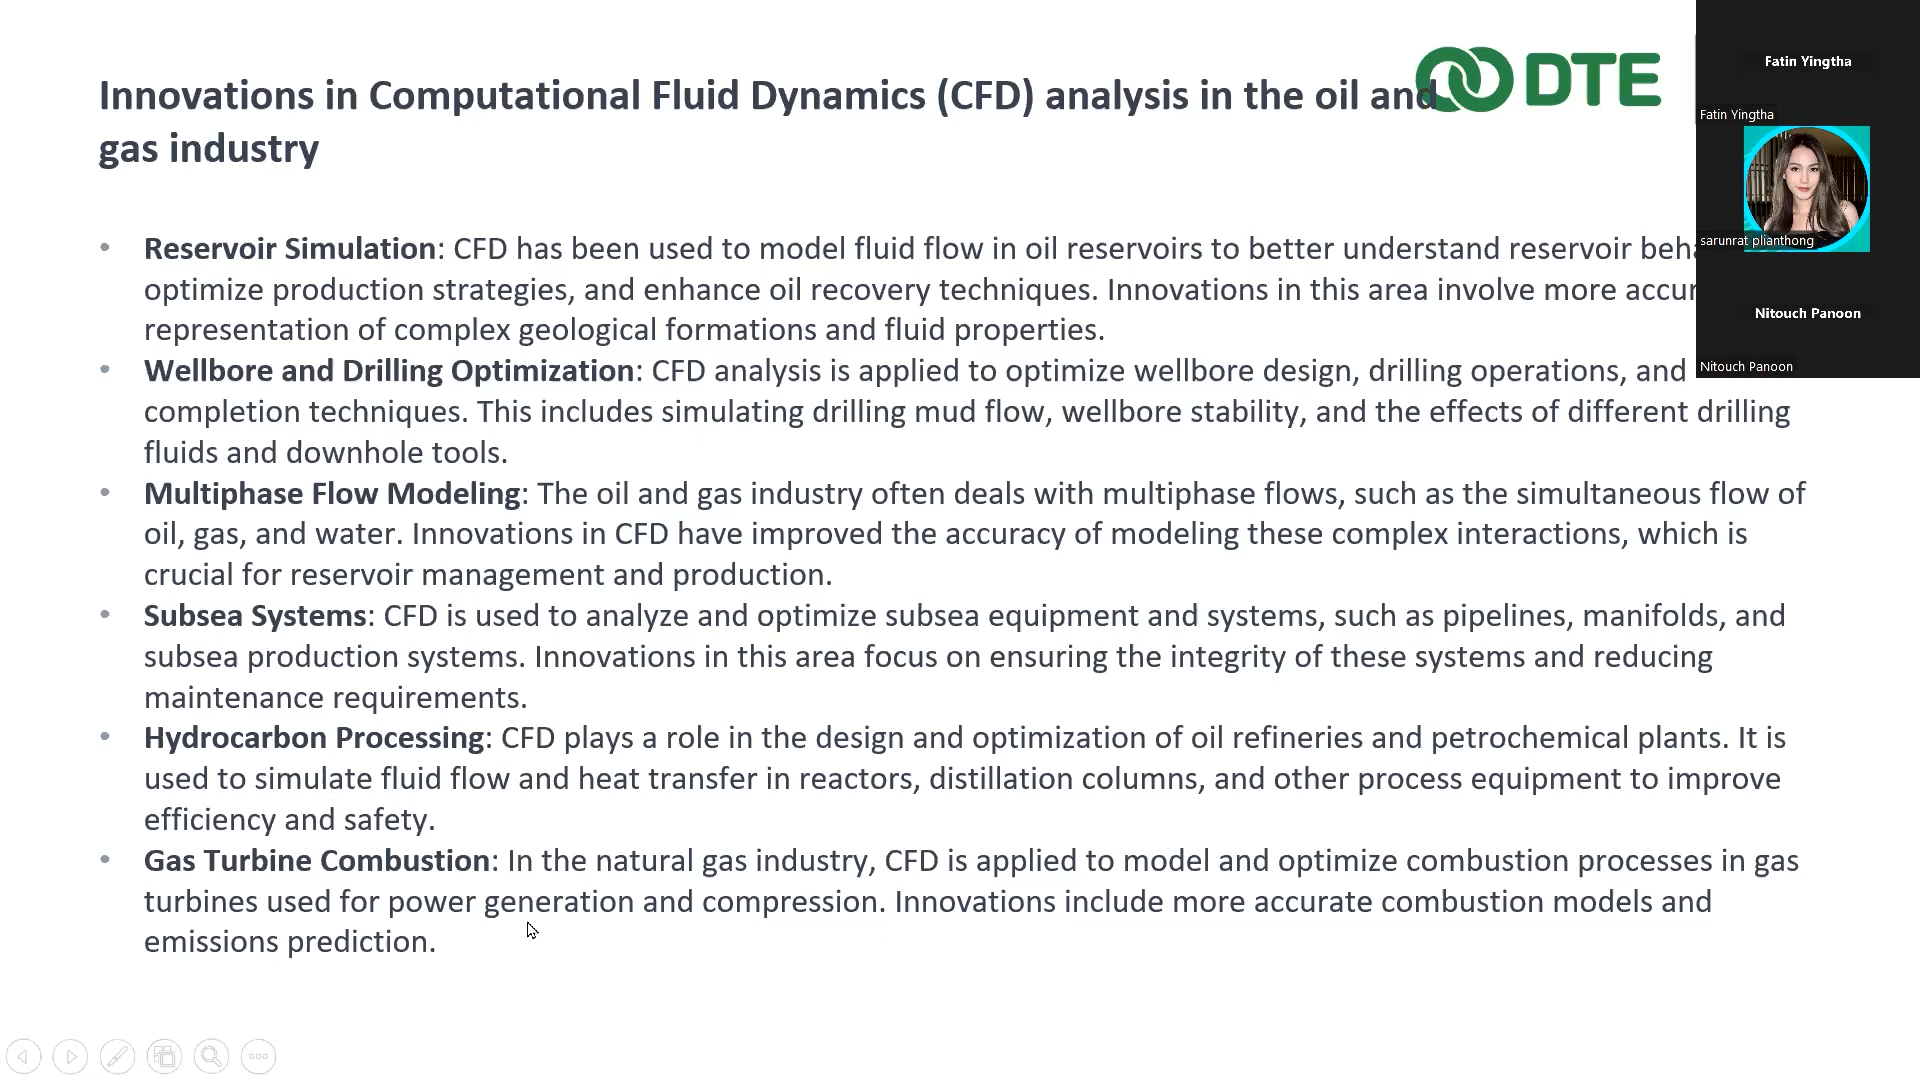 Innovations in Computational Fluid Dynamics (CFD) analysis in the oil and
gas industry
DTE
• Reservoir Simulation: CFD has been used to model fluid flow in oil reservoirs to better understand reservoir
optimize production strategies, and enhance oil recovery techniques. Innovations in this area involve more
representation of complex geological formations and fluid properties.
• Wellbore and Drilling Optimization: CFD analysis is applied to optimize wellbore design, drilling operations, and
completion techniques. This includes simulating drilling mud flow, wellbore stability, and the effects of different drilling
fluids and downhole tools.
• Multiphase Flow Modeling: The oil and gas industry often deals with multiphase flows, such as the simultaneous flow of
oil, gas, and water. Innovations in CFD have improved the accuracy of modeling these complex interactions, which is
crucial for reservoir management and production.
• Subsea Systems: CFD is used to analyze and optimize subsea equipment and systems, such as pipelines, manifolds, and
subsea production systems. Innovations in this area focus on ensuring the integrity of these systems and reducing
maintenance requirements.
• Hydrocarbon Processing: CFD plays a role in the design and optimization of oil refineries and petrochemical plants. It is
used to simulate fluid flow and heat transfer in reactors, distillation columns, and other process equipment to improve
efficiency and safety.
• Gas Turbine Combustion: In the natural gas industry, CFD is applied to model and optimize combustion processes in gas
turbines used for power generation and compression. Innovations include more accurate combustion models and
emissions prediction.
Fatin Yingtha
Fatin Yingtha
sarunrat plianthong
Nitouch Panoon
Nitouch Panoon